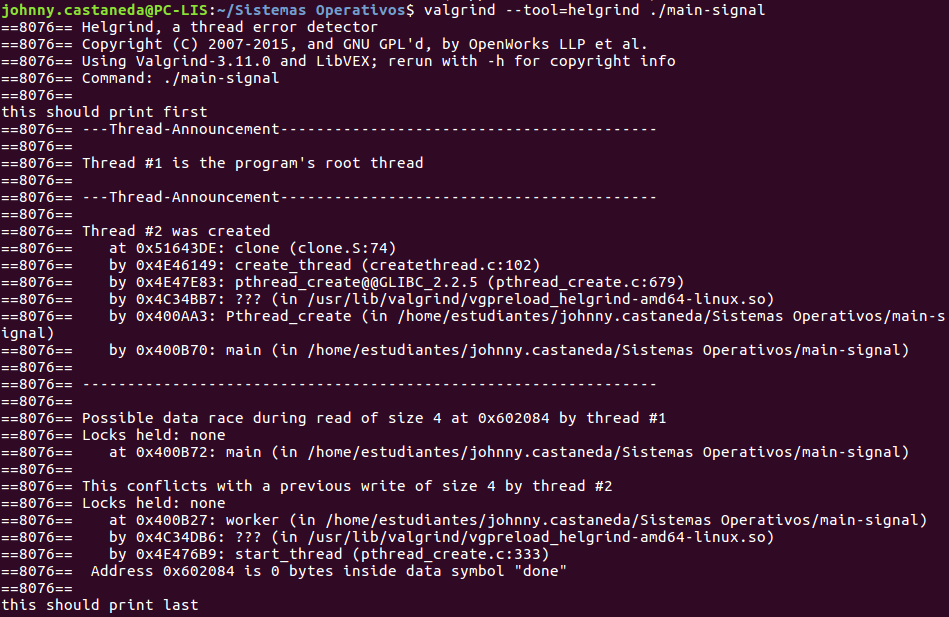 johnny.castaneda@PC-LIS:~/Sistemas Operativos$ valgrind --tool=helgrind ./main-signal
==8076== Helgrind, a thread error detector
==8076== Copyright (C) 2007-2015, and GNU GPL'd, by OpenWorks LLP et al.
==8076== Using Valgrind-3.11.0 and LibVEX; rerun with -h for copyright info
==8076== Command: ./main-signal
==8076==
this should print first
==8076== ---Thread-Announcement------------------------------------------
==8076==
==8076== Thread #1 is the program's root thread
==8076==
==8076== ---Thread-Announcement------------------------------------------
==8076==
==8076== Thread #2 was created
==8076==    at 0x51643DE: clone (clone.S:74)
==8076==    by 0x4E46149: create_thread (createthread.c:102)
==8076==    by 0x4E47E83: pthread_create@@GLIBC_2.2.5 (pthread_create.c:679)
==8076==    by 0x4C34BB7: ??? (in /usr/lib/valgrind/vgpreload_helgrind-amd64-linux.so)
==8076==    by 0x400AA3: Pthread_create (in /home/estudiantes/johnny.castaneda/Sistemas Operativos/main-s
ignal)
==8076==    by 0x400B70: main (in /home/estudiantes/johnny.castaneda/Sistemas Operativos/main-signal)
==8076==
==8076== ----------------------------------------------------------------
==8076==
==8076== Possible data race during read of size 4 at 0x602084 by thread #1
==8076== Locks held: none
==8076==    at 0x400B72: main (in /home/estudiantes/johnny.castaneda/Sistemas Operativos/main-signal)
==8076==
==8076== This conflicts with a previous write of size 4 by thread #2
==8076== Locks held: none
==8076==    at 0x400B27: worker (in /home/estudiantes/johnny.castaneda/Sistemas Operativos/main-signal)
==8076==    by 0x4C34DB6: ??? (in /usr/lib/valgrind/vgpreload_helgrind-amd64-linux.so)
==8076==    by 0x4E476B9: start_thread (pthread_create.c:333)
==8076==  Address 0x602084 is 0 bytes inside data symbol "done"
==8076==
this should print last